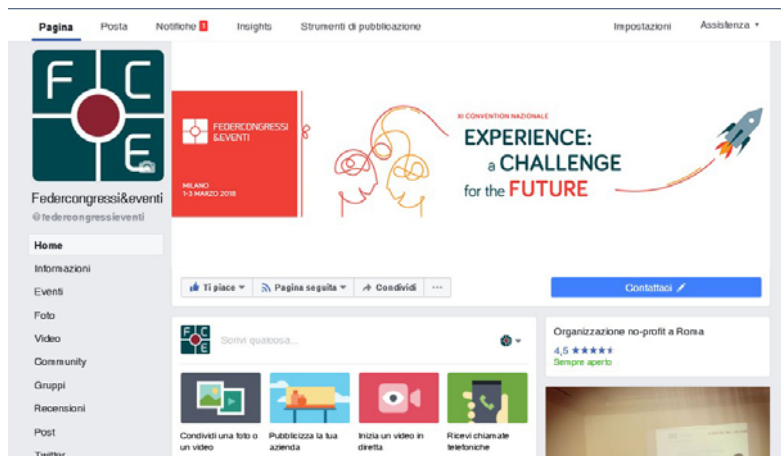 Pagina Posta Notifiche 1 Insights Strumenti di pubblicazione Impostazioni Assistenza
F C
E
Federcongressi&eventi
@federcongressieventi
Home
Informazioni
Eventi
Foto
Video
Community
Gruppi
Recensioni
Post
Twitter
FEDERCONGRESSI
&EVENTI
MILANO
1-3 MARZO 2018
XI CONVENTION NAZIONALE
EXPERIENCE:
a CHALLENGE
for the FUTURE
Ti piace Pagina seguita Condividi ...
Contattaci
F C
E
Scrivi qualcosa...
Condividi una foto o
un video
Pubblicizza la tua
azienda
Inizia un video in
diretta
Ricevi chiamate
telefoniche
Organizzazione no-profit a Roma
4,5
Sempre aperto